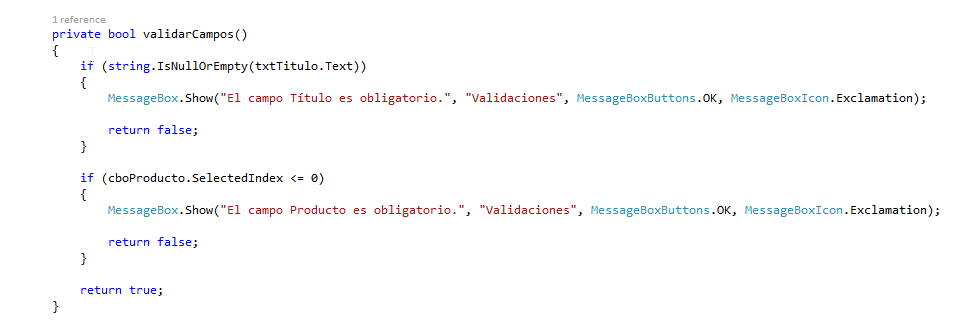 1 reference
private bool validarCampos()
{
if (string.IsNullOrEmpty(txtTitulo.Text))
{
MessageBox.Show("El campo Título es obligatorio.", "Validaciones", MessageBoxButtons.OK, MessageBoxIcon.Exclamation);
return false;
}
if (cboProducto.SelectedIndex <= 0)
{
MessageBox.Show("El campo Producto es obligatorio.", "Validaciones", MessageBoxButtons.OK, MessageBoxIcon.Exclamation);
return false;
}
return true;
}